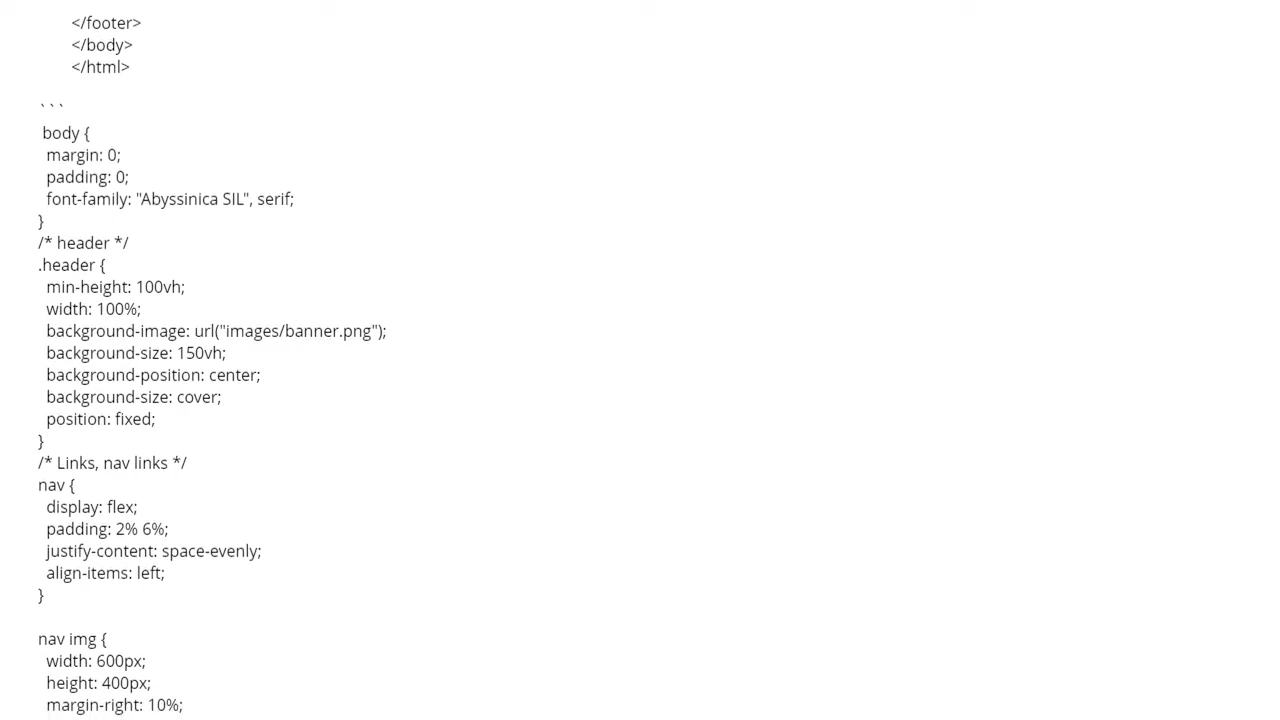 </footer>
</body>
</html>
```
body {
margin: 0;
padding: 0;
font-family: "Abyssinica SIL", serif;
}
/* header */
.header {
min-height: 100vh;
width: 100%;
background-image: url("images/banner.png");
background-size: 150vh;
background-position: center;
background-size: cover;
position: fixed;
}
/* Links, nav links */
nav {
display: flex;
padding: 2% 6%;
justify-content: space-evenly;
align-items: left;
}
nav img {
width: 600px;
height: 400px;
margin-right: 10%;